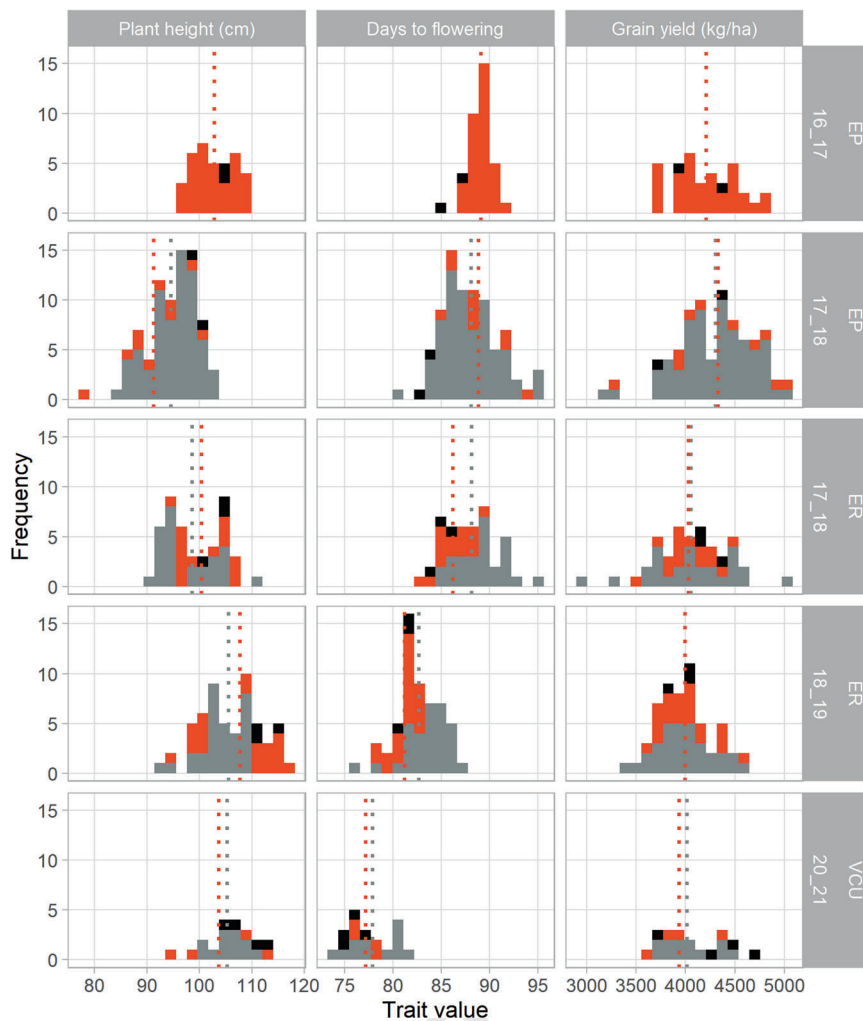 Plant height (cm)
Days to flowering
Grain yield (kg/ha)
15
10
5
0
EP
16_17
15
10
5
0
EP
17_18
Frequency
15
10
5
0
ER
17_18
15
10
5
0
ER
18_19
15
10
5
0
VCU
20_21
80 100 120 75 80 85 90 95 3000 3500 4000 4500 5000
Trait value